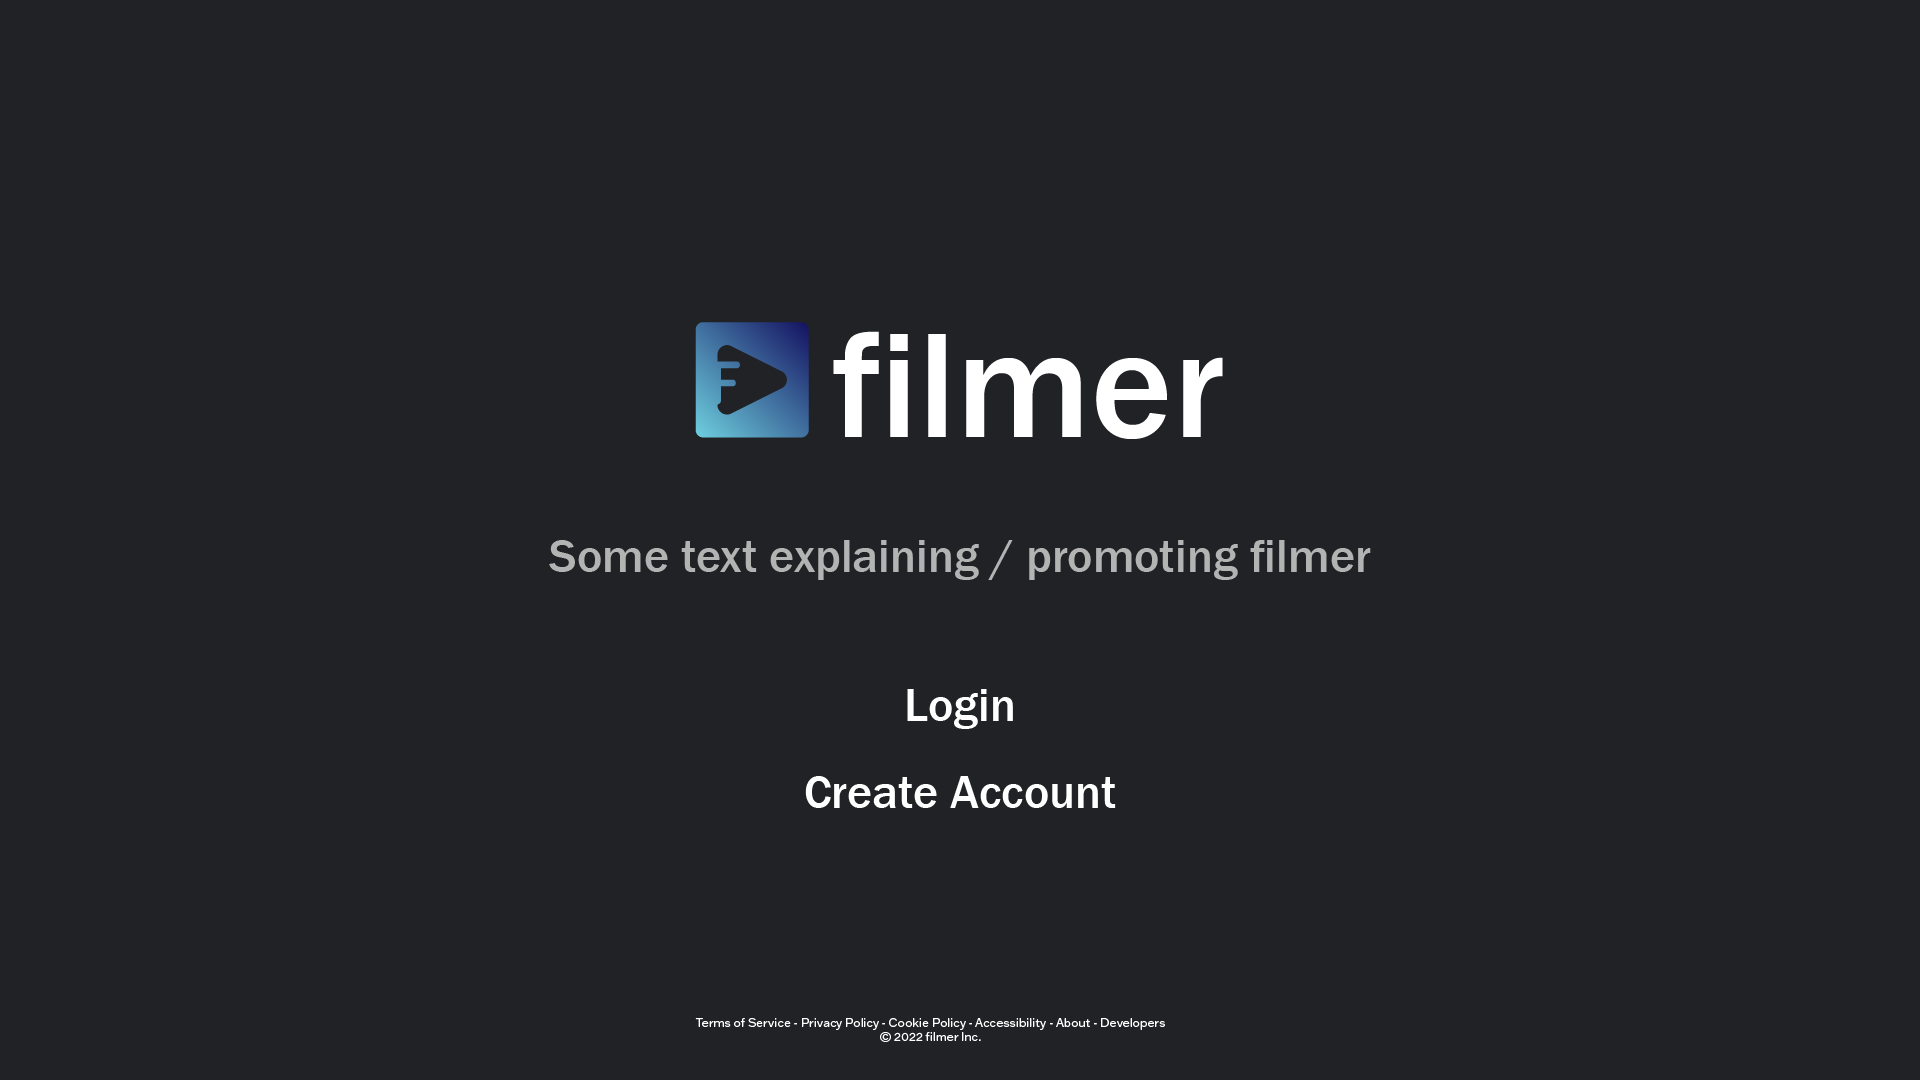 filmer
Some text explaining / promoting filmer
Login
Create Account
Terms of Service - Privacy Policy - Cookie Policy - Accessibility - About - Developers
© 2022 filmer Inc.